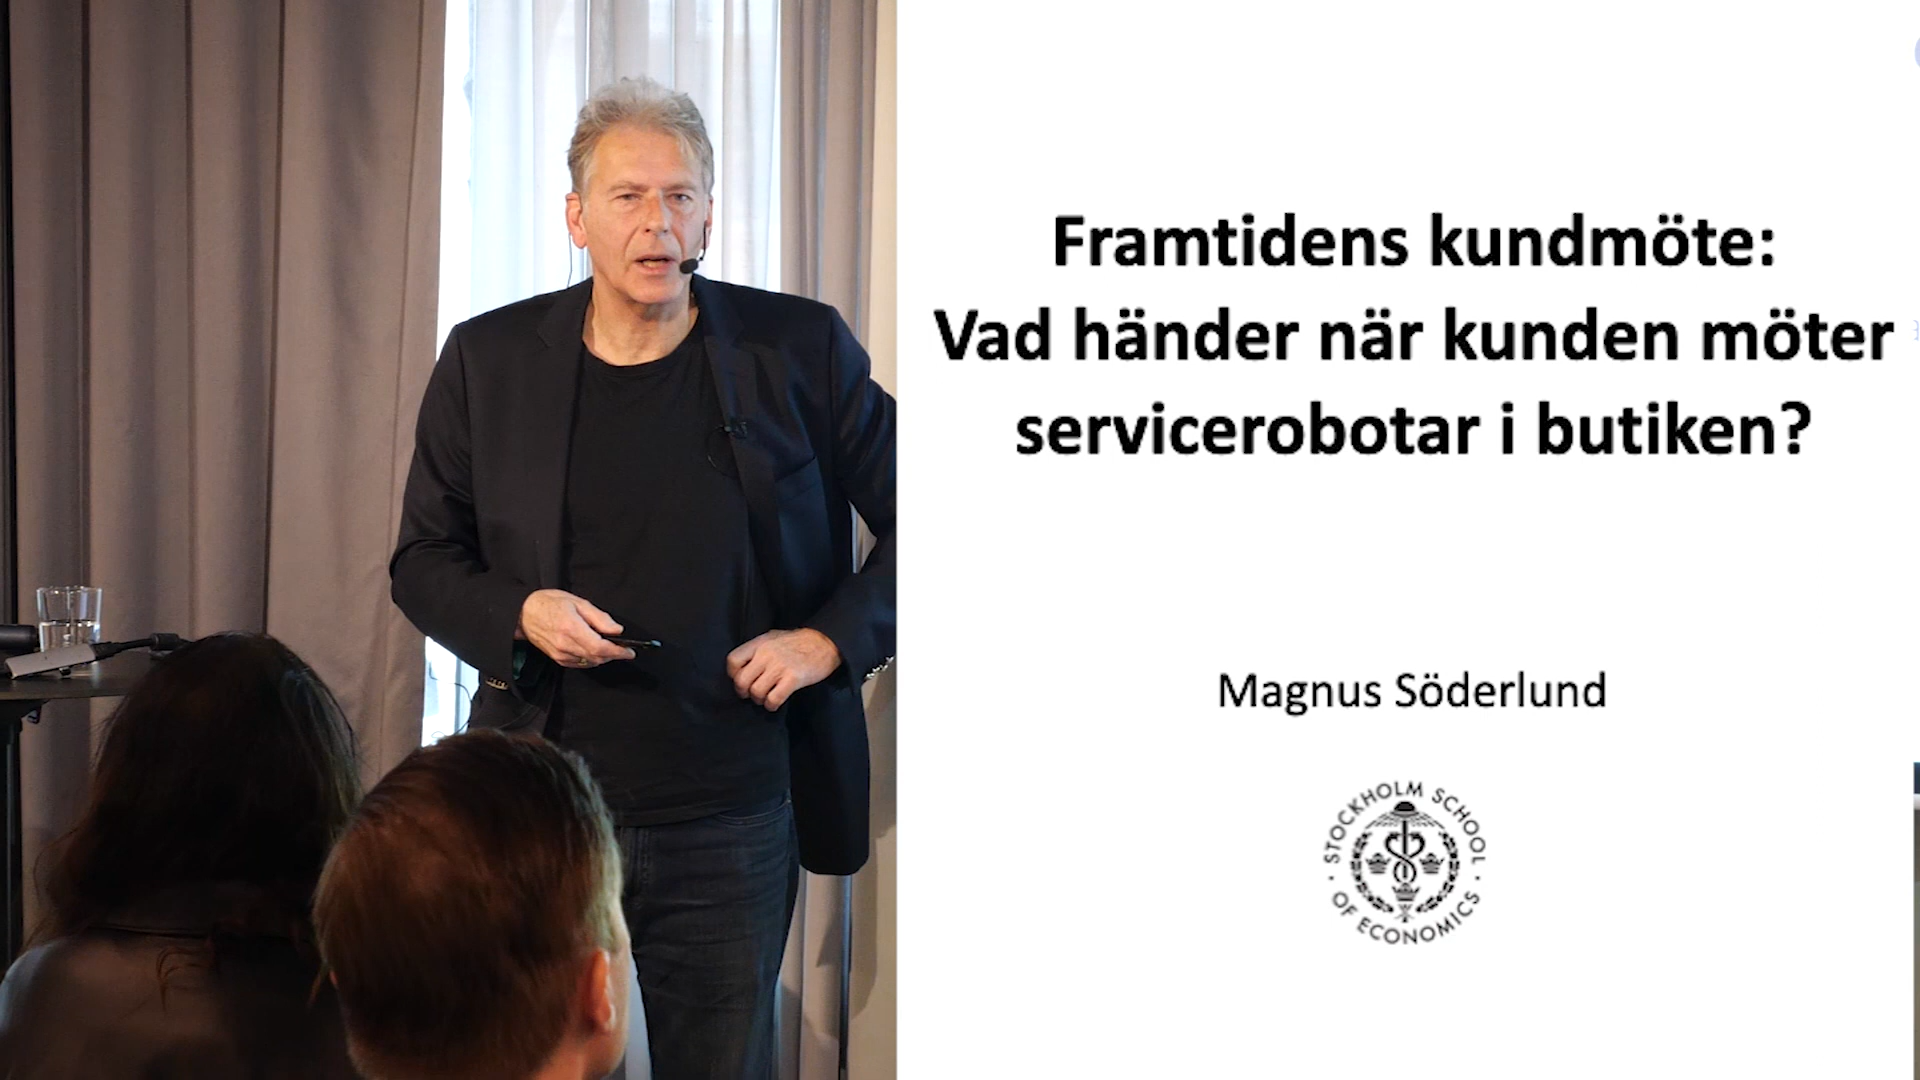 Framtidens kundmöte:
Vad händer när kunden möter
servicerobotar i butiken?
Magnus Söderlund
STOCKHOLM SCHOOL
OF ECONOMICS